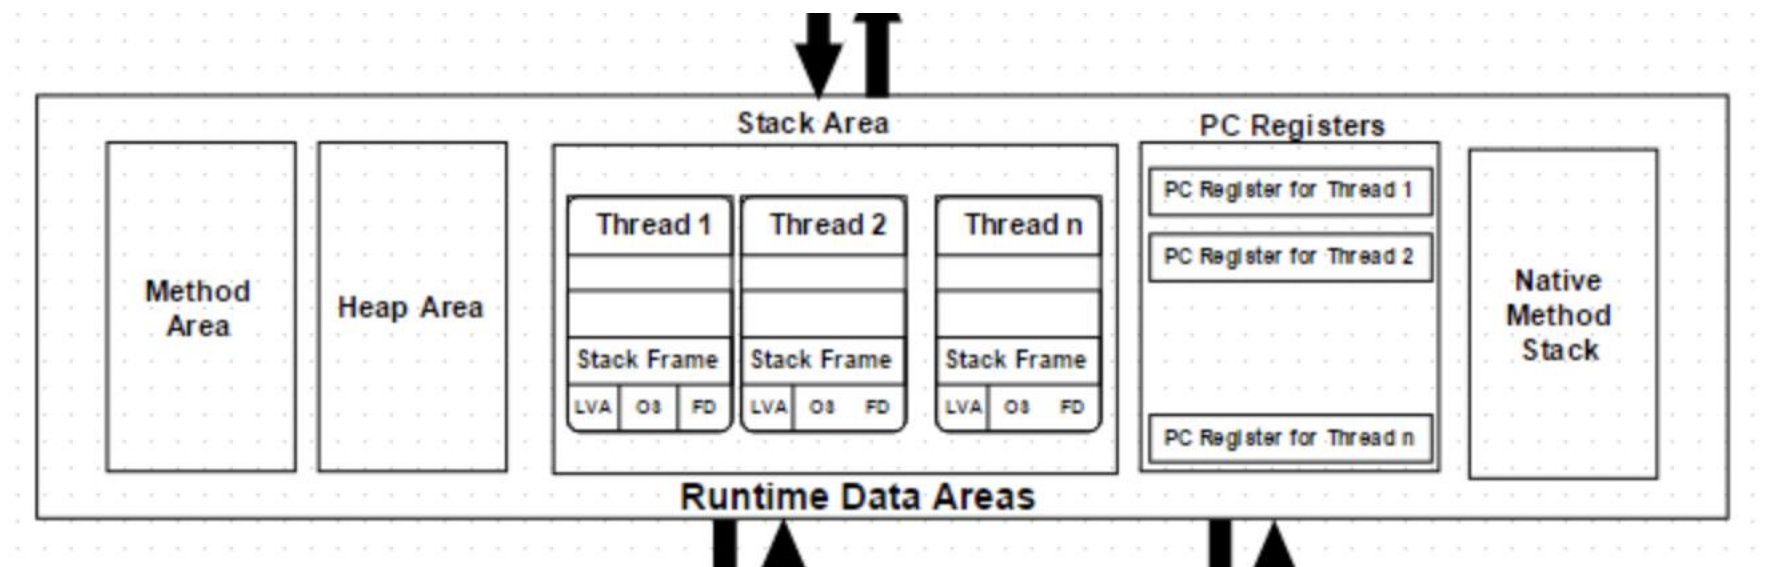 Stack Area
PC Registers
Method
Area
Heap Area
Thread 1
Thread 2
Thread n
Stack Frame
Stack Frame
Stack Frame
LVA OS FD
LVA OS FD
LVA OS FD
PC Register for Thread 1
PC Register for Thread 2
PC Register for Thread n
Native
Method
Stack
Runtime Data Areas